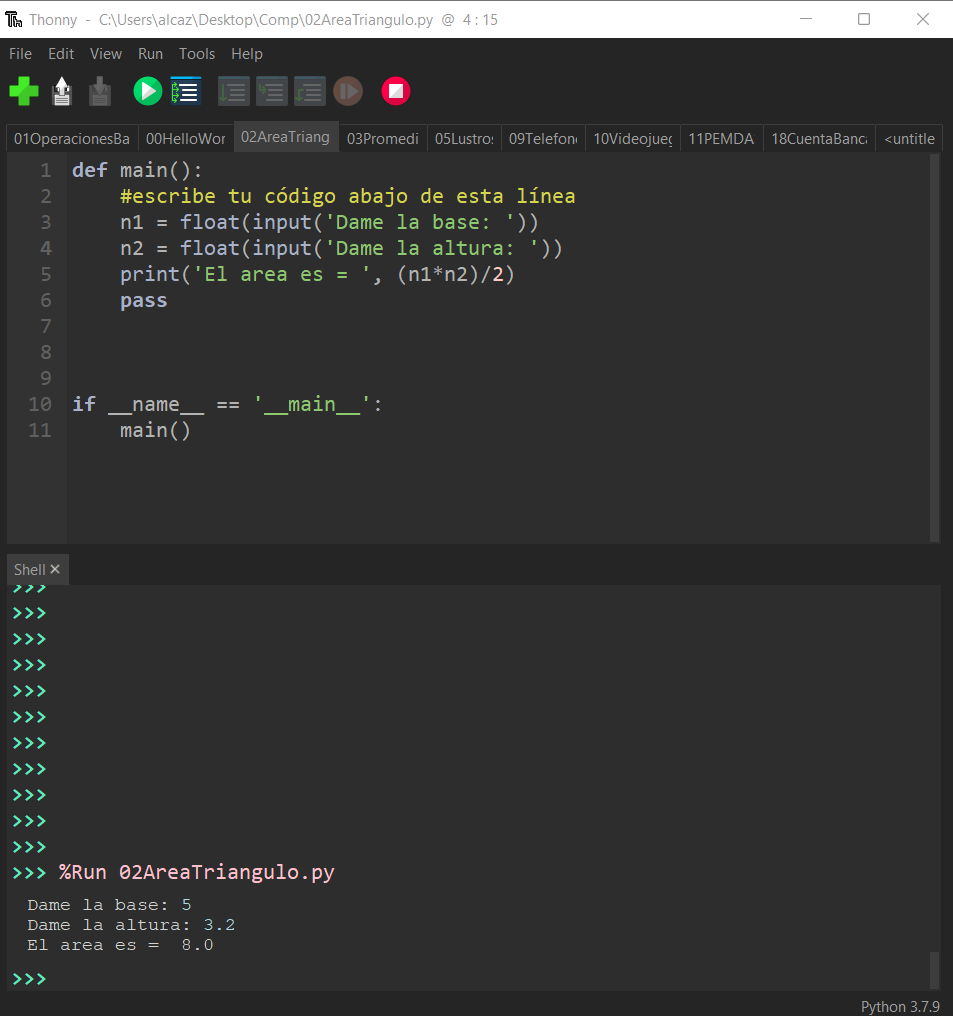 Thonny - C:\Users\alcaz\Desktop\Comp\02AreaTriangulo.py @ 4 : 15
File Edit View Run Tools Help
01OperacionesBa 00HelloWor 02AreaTriang 03Promedi 05Lustros 09Telefono 10Videojueg 11PEMDA 18CuentaBanca <untitle
1 def main():
2     #escribe tu código abajo de esta línea
3     n1 = float(input('Dame la base: '))
4     n2 = float(input('Dame la altura: '))
5     print('El area es = ', (n1*n2)/2)
6     pass
7
8
9
10 if __name__ == '__main__':
11     main()
Shell ×
>>>
>>>
>>>
>>>
>>>
>>>
>>>
>>>
>>>
>>>
>>>
>>> %Run 02AreaTriangulo.py
Dame la base: 5
Dame la altura: 3.2
El area es =  8.0
>>>
Python 3.7.9